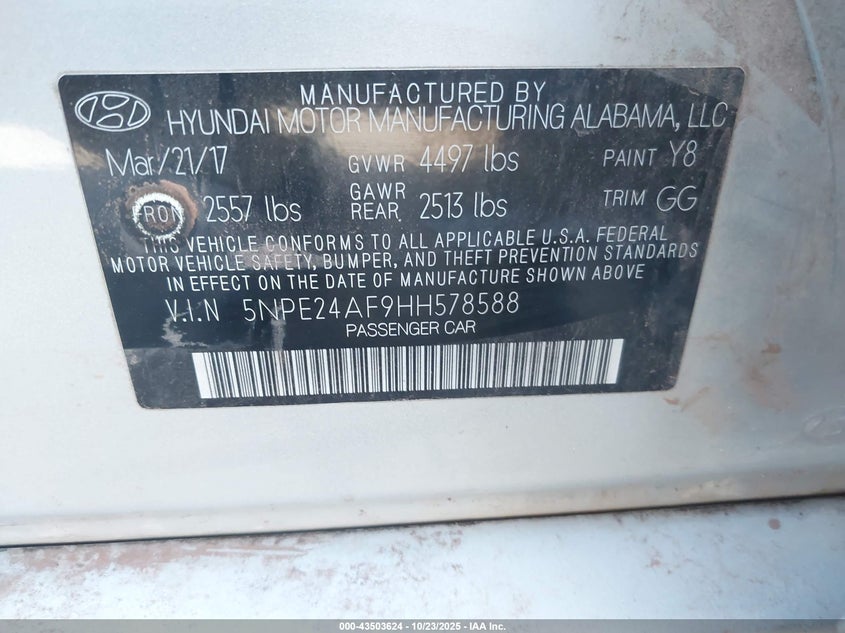 MANUFACTURED BY
HYUNDAI MOTOR MANUFACTURING ALABAMA, LLC
Mar/21/17 GVWR 4497 lbs PAINT Y8
FRON 2557 lbs GAWR REAR 2513 lbs TRIM GG
THIS VEHICLE CONFORMS TO ALL APPLICABLE U.S.A. FEDERAL
MOTOR VEHICLE SAFETY, BUMPER, AND THEFT PREVENTION STANDARDS
IN EFFECT ON THE DATE OF MANUFACTURE SHOWN ABOVE
V.I.N 5NPE24AF9HH578588
PASSENGER CAR
000-43503624 - 10/23/2025 - IAA Inc.